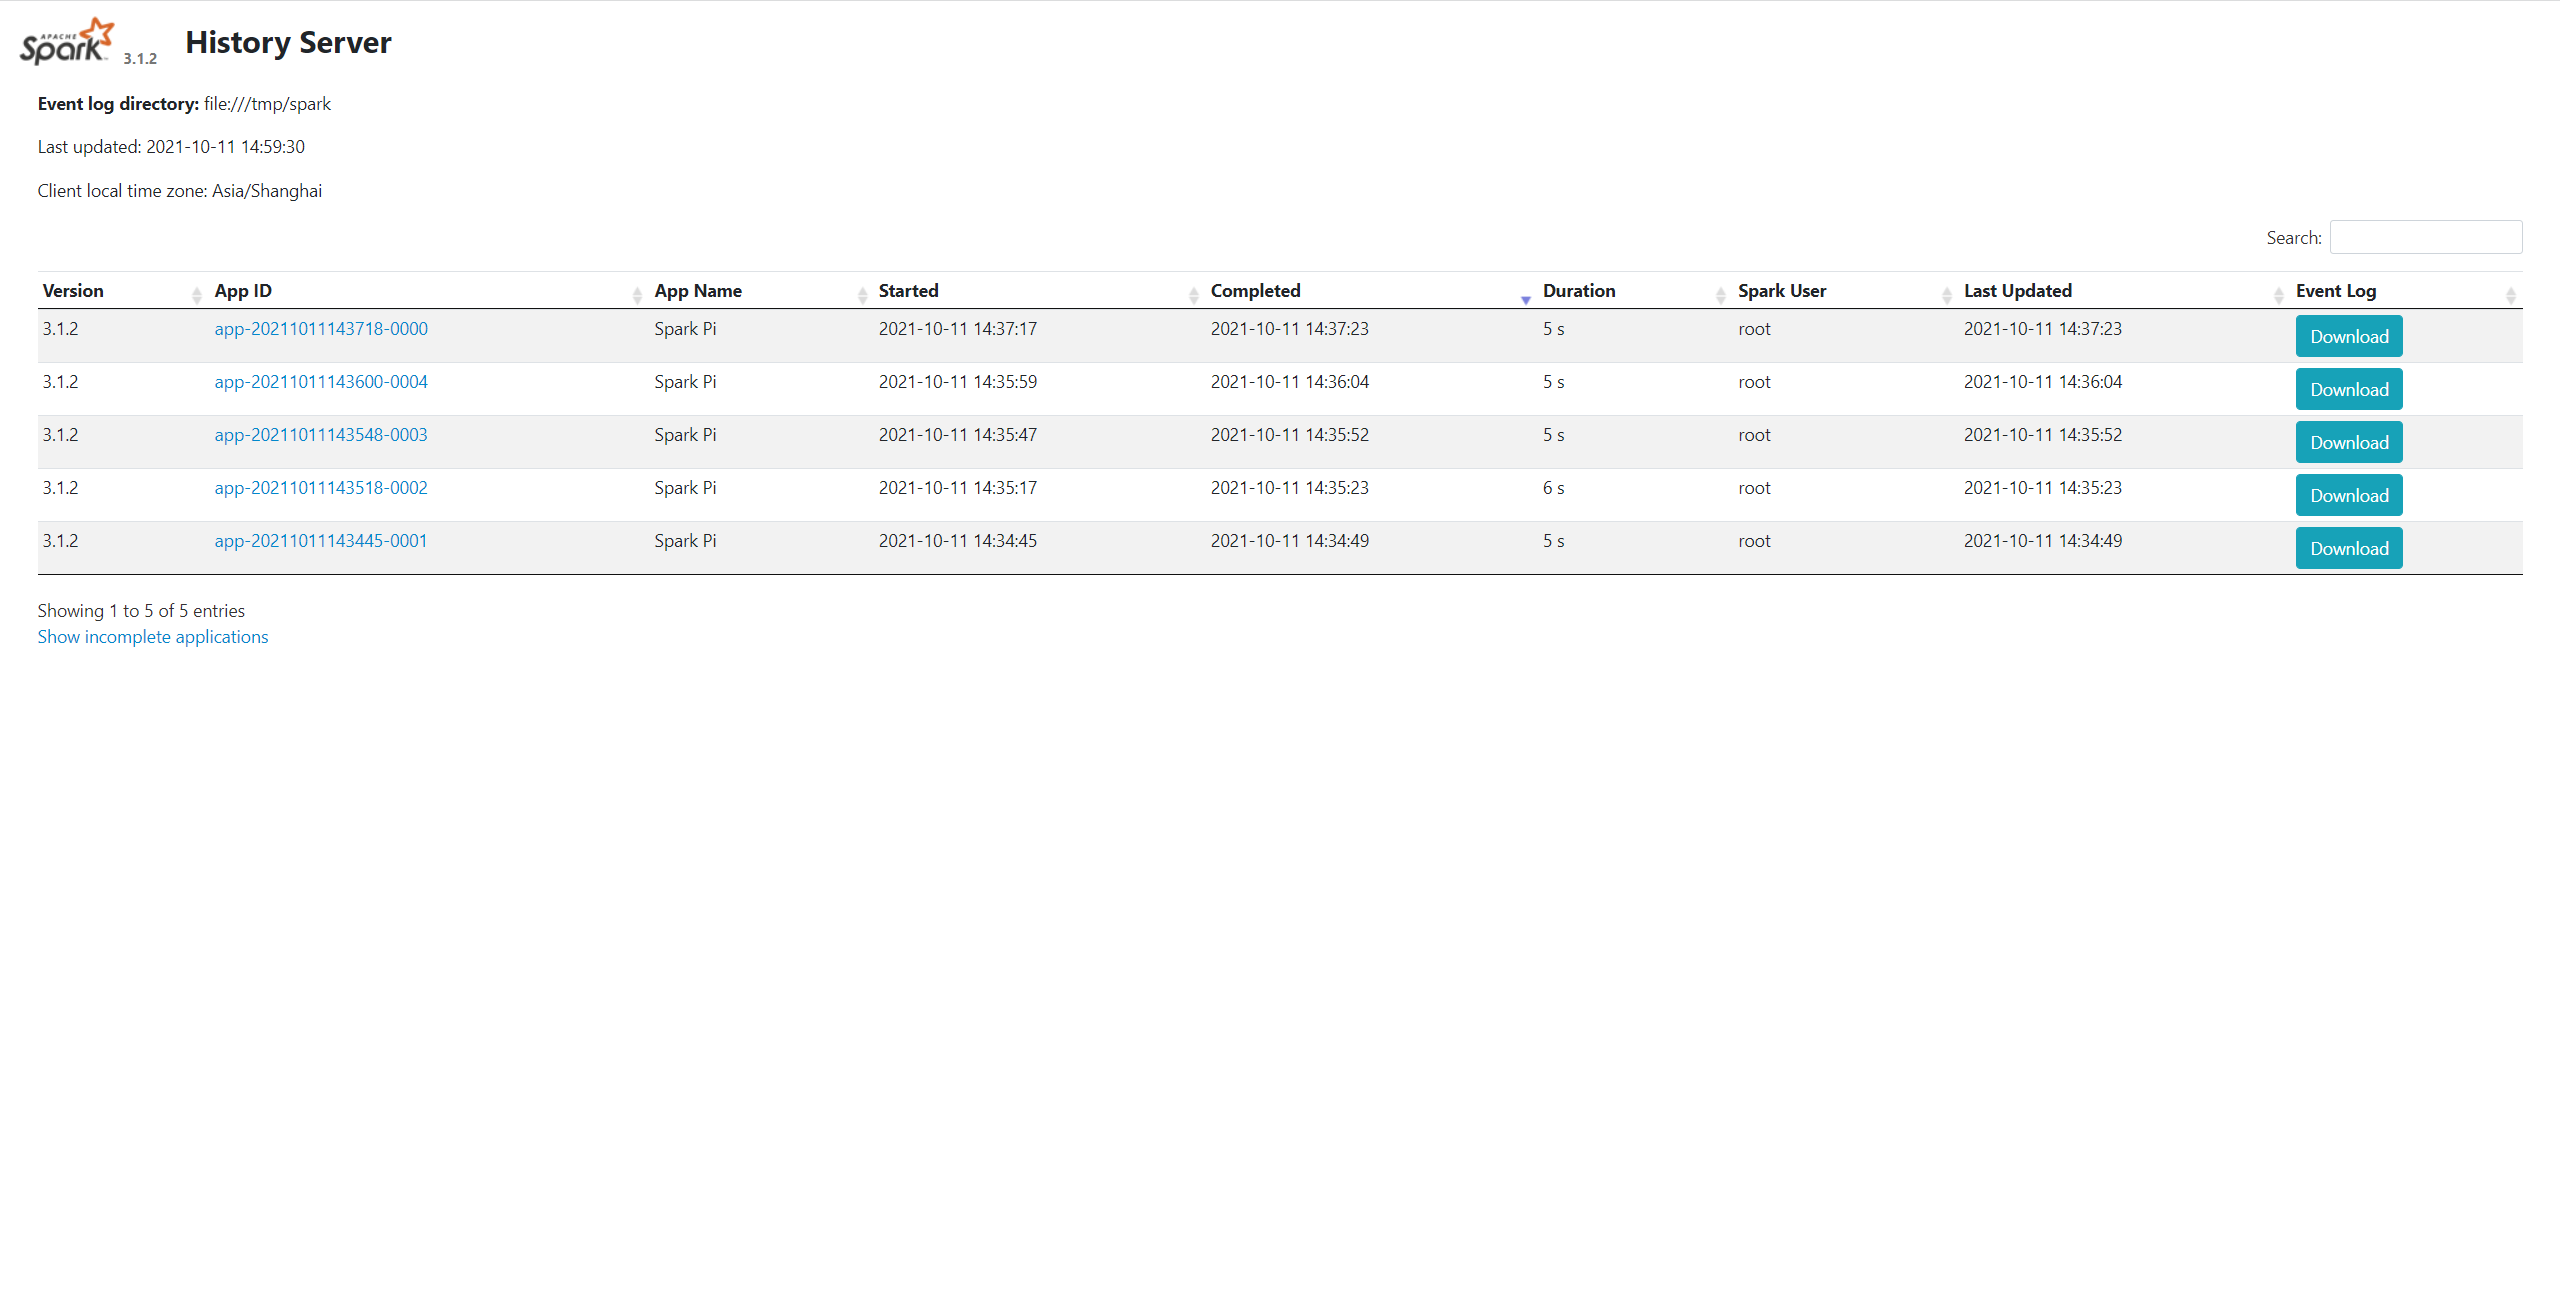 APACHE
Spark 3.1.2 History Server
Event log directory: file:///tmp/spark
Last updated: 2021-10-11 14:59:30
Client local time zone: Asia/Shanghai
Search:
Version App ID App Name Started Completed Duration Spark User Last Updated Event Log
3.1.2 app-20211011143718-0000 Spark Pi 2021-10-11 14:37:17 2021-10-11 14:37:23 5 s root 2021-10-11 14:37:23 Download
3.1.2 app-20211011143600-0004 Spark Pi 2021-10-11 14:35:59 2021-10-11 14:36:04 5 s root 2021-10-11 14:36:04 Download
3.1.2 app-20211011143548-0003 Spark Pi 2021-10-11 14:35:47 2021-10-11 14:35:52 5 s root 2021-10-11 14:35:52 Download
3.1.2 app-20211011143518-0002 Spark Pi 2021-10-11 14:35:17 2021-10-11 14:35:23 6 s root 2021-10-11 14:35:23 Download
3.1.2 app-20211011143445-0001 Spark Pi 2021-10-11 14:34:45 2021-10-11 14:34:49 5 s root 2021-10-11 14:34:49 Download
Showing 1 to 5 of 5 entries
Show incomplete applications